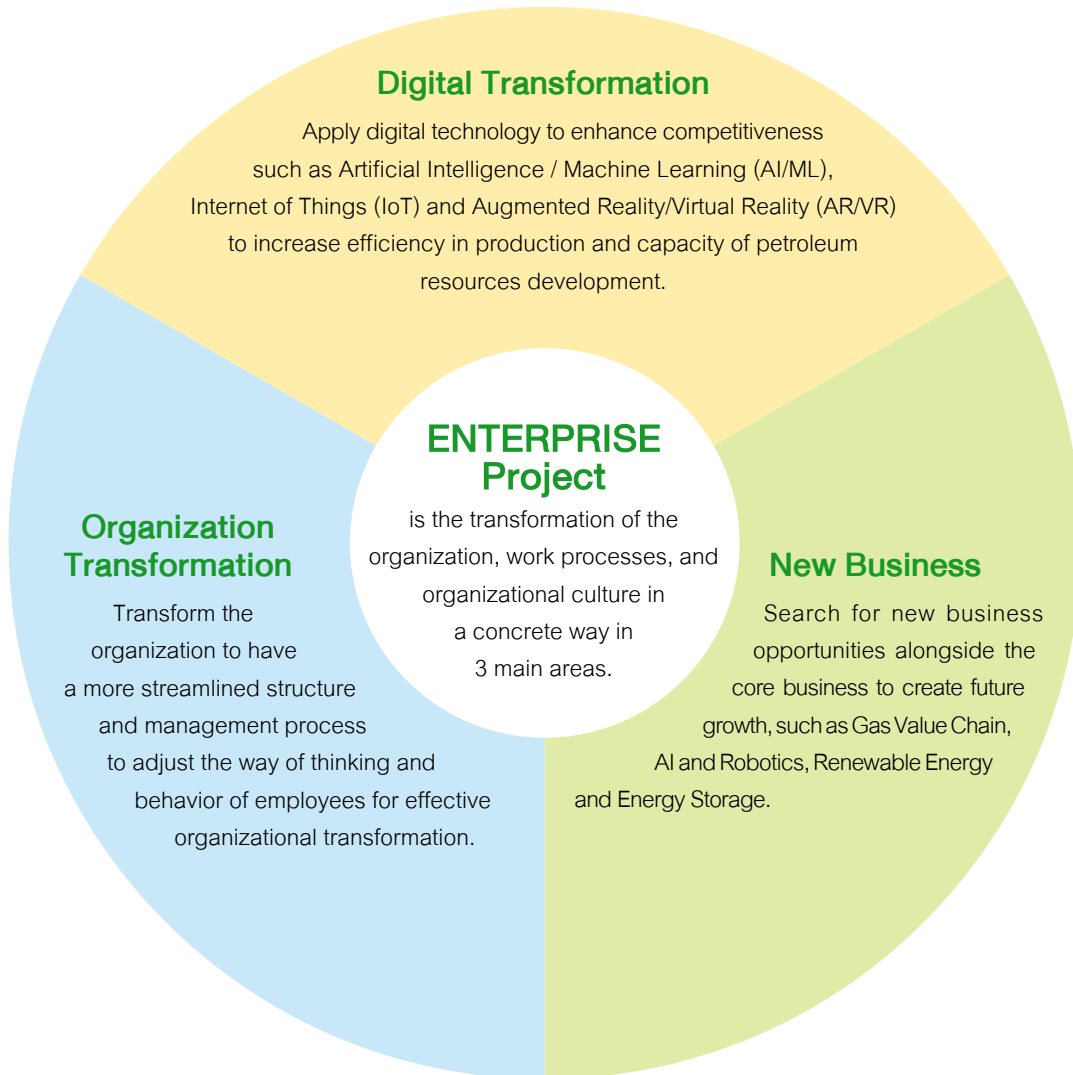 Digital Transformation
Apply digital technology to enhance competitiveness
such as Artificial Intelligence / Machine Learning (AI/ML),
Internet of Things (IoT) and Augmented Reality/Virtual Reality (AR/VR)
to increase efficiency in production and capacity of petroleum
resources development.
ENTERPRISE
Project
is the transformation of the
organization, work processes, and
organizational culture in
a concrete way in
3 main areas.
Organization
Transformation
Transform the
organization to have
a more streamlined structure
and management process
to adjust the way of thinking and
behavior of employees for effective
organizational transformation.
New Business
Search for new business
opportunities alongside the
core business to create future
growth, such as Gas Value Chain,
AI and Robotics, Renewable Energy
and Energy Storage.